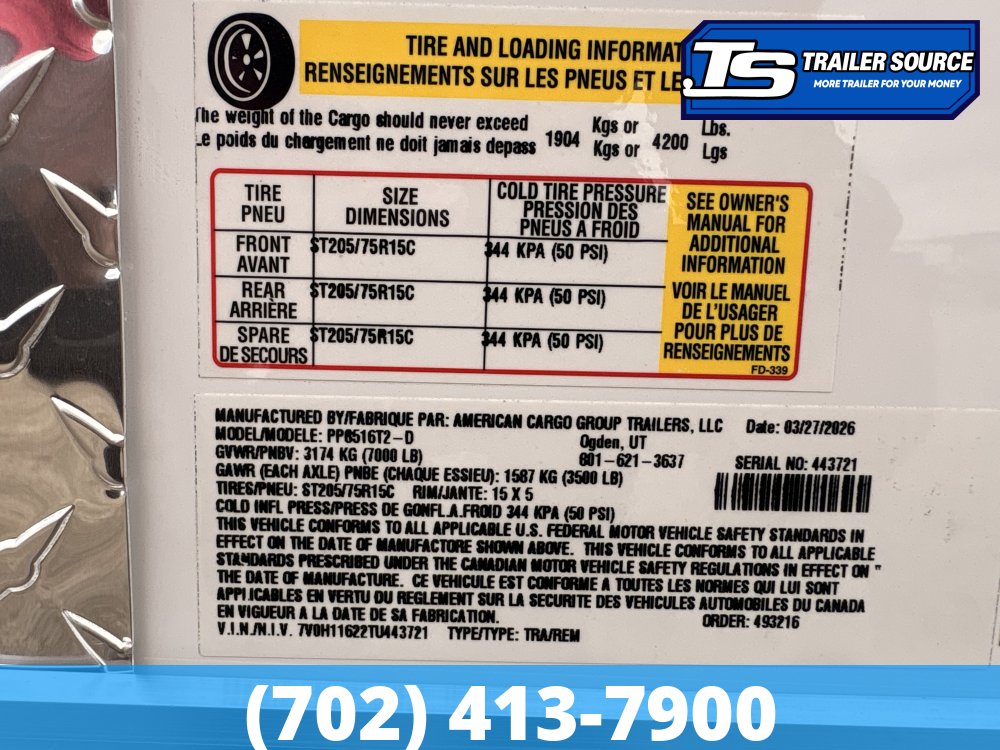 TIRE AND LOADING INFORMAT
RENSEIGNEMENTS SUR LES PNEUS ET LE
TS TRAILER SOURCE
MORE TRAILER FOR YOUR MONEY
The weight of the Cargo should never exceed 1904 Kgs or 4200 Lbs.
Le poids du chargement ne doit jamais depass Kgs or Lgs
TIRE PNEU
SIZE DIMENSIONS
COLD TIRE PRESSURE PRESSION DES PNEUS A FROID
FRONT AVANT ST205/75R15C 344 KPA (50 PSI)
REAR ARRIÈRE ST205/75R15C 344 KPA (50 PSI)
SPARE DE SECOURS ST205/75R15C 344 KPA (50 PSI)
SEE OWNER'S
MANUAL FOR
ADDITIONAL
INFORMATION
VOIR LE MANUEL
DE L'USAGER
POUR PLUS DE
RENSEIGNEMENTS
FD-339
MANUFACTURED BY/FABRIQUE PAR: AMERICAN CARGO GROUP TRAILERS, LLC Date: 03/27/2026
MODEL/MODELE: PP8516T2-D Ogden, UT
GVWR/PNBV: 3174 KG (7000 LB) 801-621-3637 SERIAL NO: 443721
GAWR (EACH AXLE) PNBE (CHAQUE ESSIEU): 1587 KG (3500 LB)
TIRES/PNEU: ST205/75R15C RIM/JANTE: 15 X 5
COLD INFL PRESS/PRESS DE GONFL.A.FROID 344 KPA (50 PSI)
THIS VEHICLE CONFORMS TO ALL APPLICABLE U.S. FEDERAL MOTOR VEHICLE SAFETY STANDARDS IN
EFFECT ON THE DATE OF MANUFACTORE SHOWN ABOVE. THIS VEHICLE CONFORMS TO ALL APPLICABLE
STANDARDS PRESCRIBED UNDER THE CANADIAN MOTOR VEHICLE SAFETY REGULATIONS IN EFFECT ON "
THE DATE OF MANUFACTURE. CE VEHICULE EST CONFORME A TOUTES LES NORMES QUI LUI SONT
APPLICABLES EN VERTU OU REGLEMENT SUR LA SECURITE DES VEHICULES AUTOMOBILES DU CANADA
EN VIGUEUR A LA DATE DE SA FABRICATION. ORDER: 493216
V.I.N./N.I.V. 7V0H11622TU443721 TYPE/TYPE: TRA/REM
(702) 413-7900